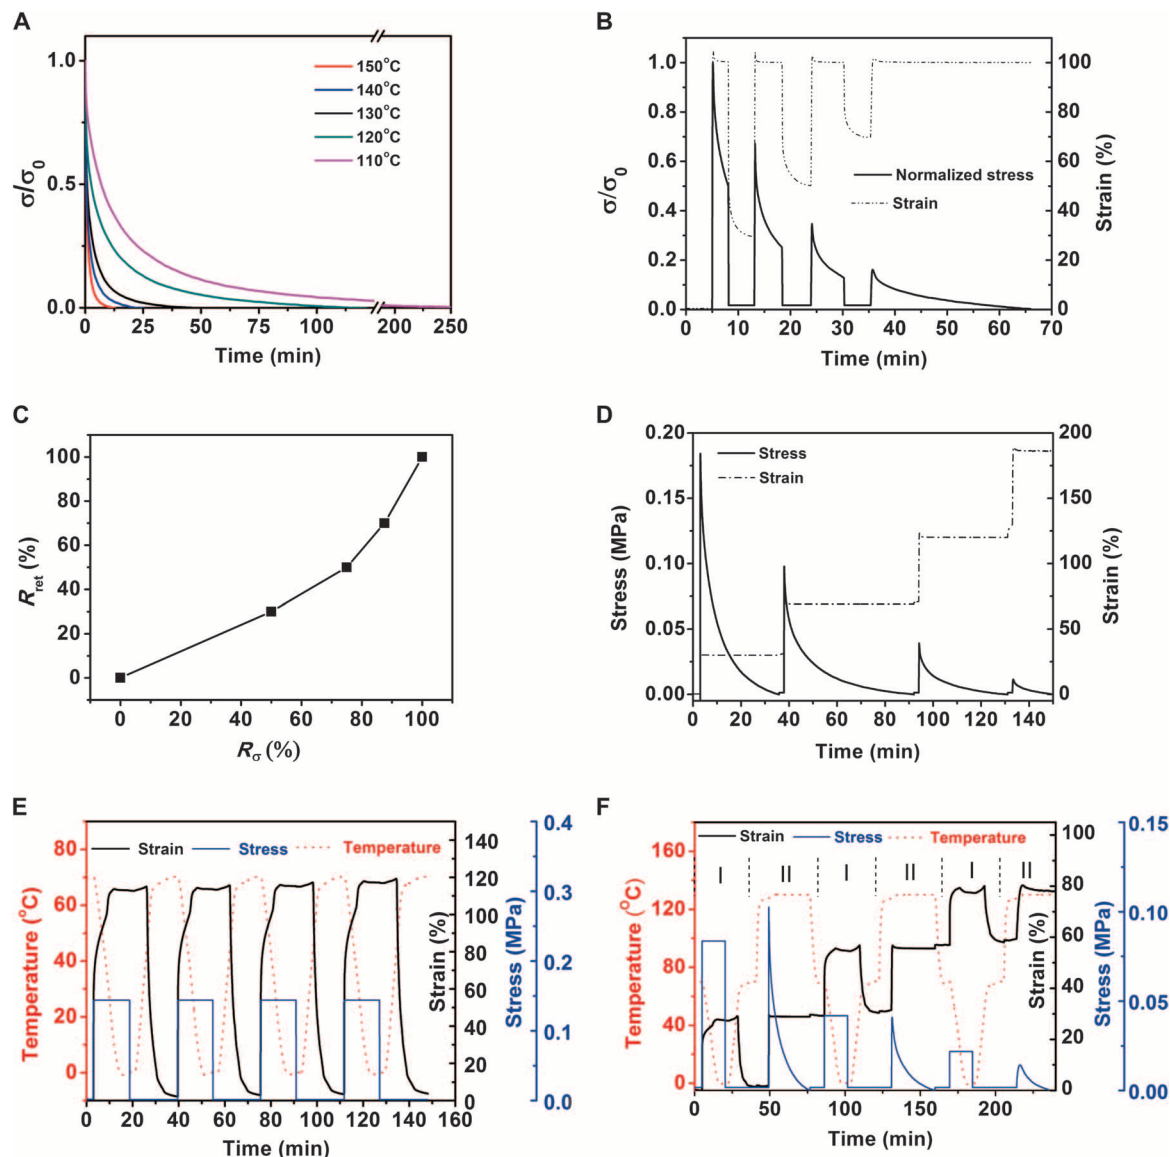 A
1.0
0.5
0.0
σ/σ0
150°C
140°C
130°C
120°C
110°C
0 25 50 75 100 200 250
Time (min)
B
1.0
0.8
0.6
0.4
0.2
0.0
σ/σ0
Normalized stress
Strain
100
80
60
40
20
0
Strain (%)
0 10 20 30 40 50 60 70
Time (min)
C
100
80
60
40
20
0
Rret (%)
0 20 40 60 80 100
Rσ (%)
D
0.20
0.15
0.10
0.05
0.00
Stress (MPa)
Stress
Strain
200
150
100
50
0
Strain (%)
0 20 40 60 80 100 120 140
Time (min)
E
80
60
40
20
0
Temperature (°C)
Strain Stress Temperature
140
120
100
80
60
40
20
0
Strain (%)
0.4
0.3
0.2
0.1
0.0
Stress (MPa)
0 20 40 60 80 100 120 140 160
Time (min)
F
160
120
80
40
0
Temperature (°C)
Strain Stress Temperature
I II I II I II
100
80
60
40
20
0
Strain (%)
0.15
0.10
0.05
0.00
Stress (MPa)
0 50 100 150 200
Time (min)